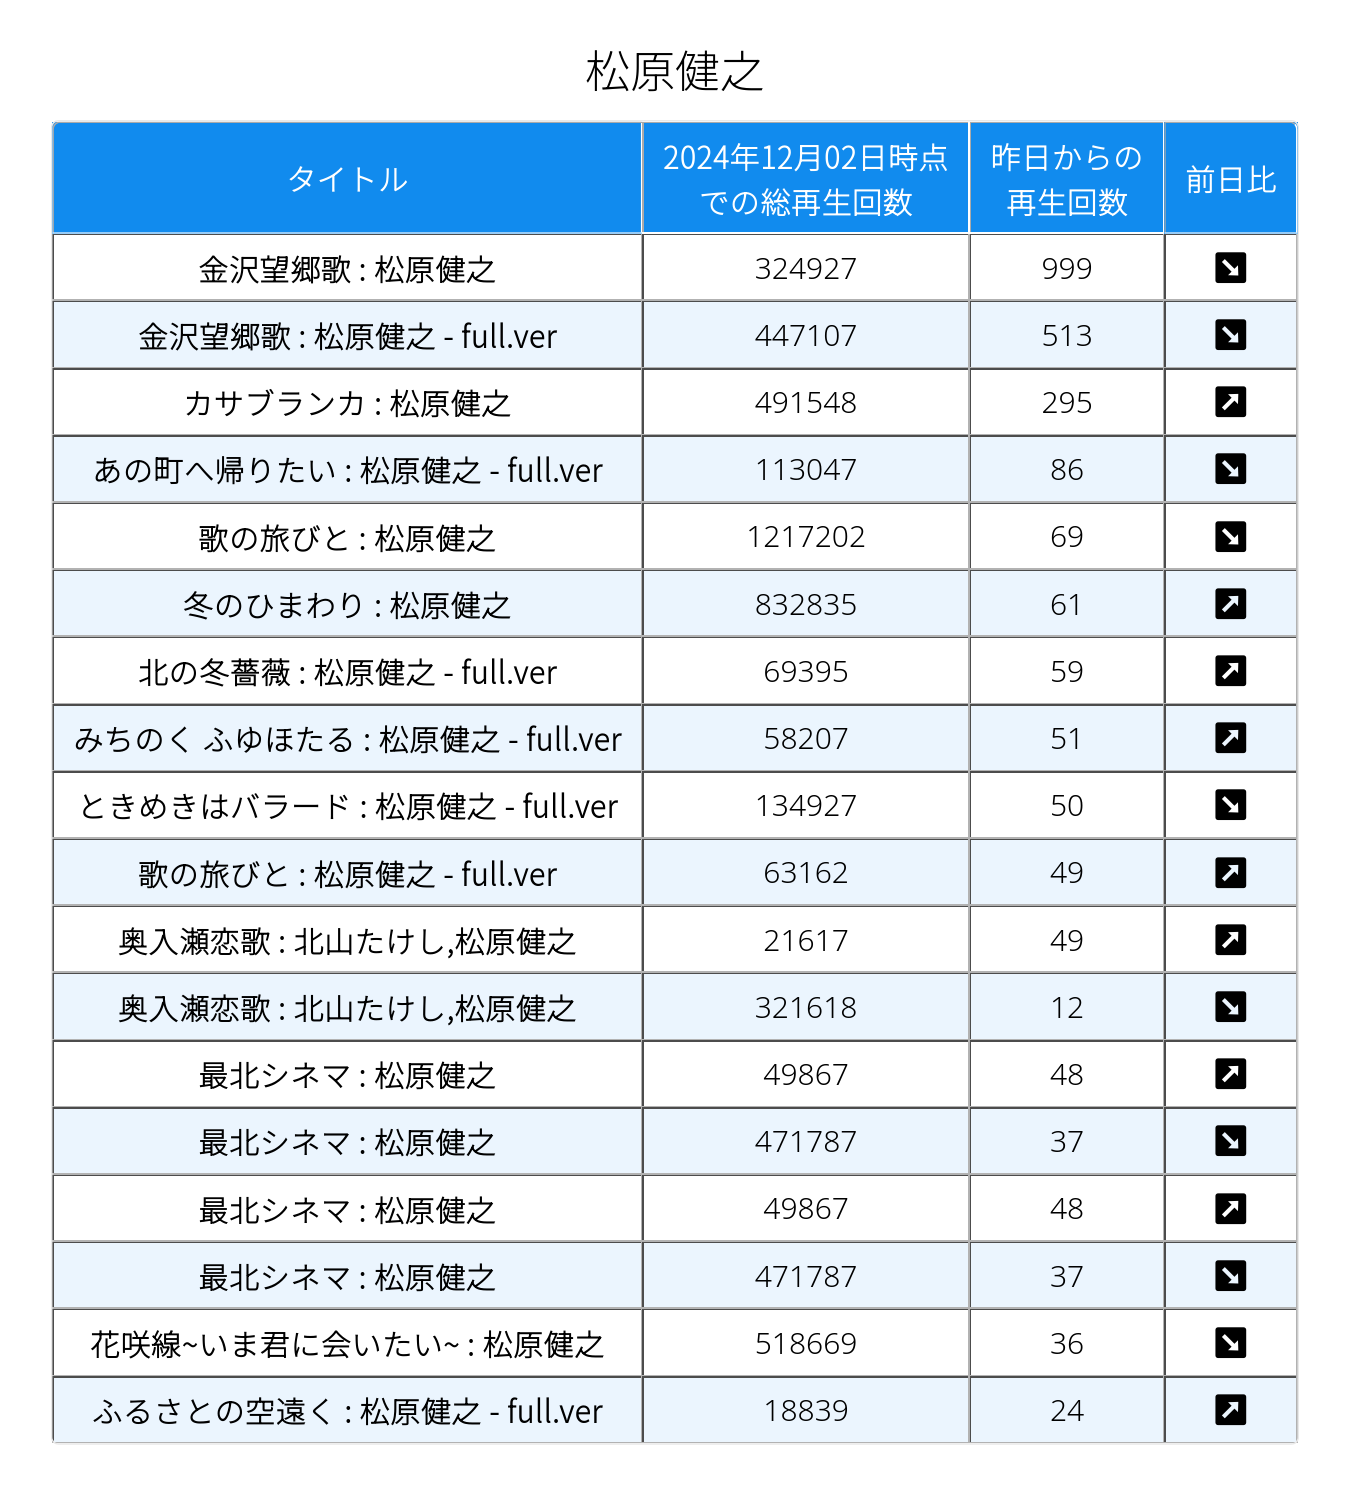 松原健之
タイトル 2024年12月02日時点での総再生回数 昨日からの再生回数 前日比
金沢望郷歌 : 松原健之 324927 999 ↘
金沢望郷歌 : 松原健之 - full.ver 447107 513 ↘
カサブランカ : 松原健之 491548 295 ↗
あの町へ帰りたい : 松原健之 - full.ver 113047 86 ↘
歌の旅びと : 松原健之 1217202 69 ↘
冬のひまわり : 松原健之 832835 61 ↗
北の冬薔薇 : 松原健之 - full.ver 69395 59 ↗
みちのく ふゆほたる : 松原健之 - full.ver 58207 51 ↗
ときめきはバラード : 松原健之 - full.ver 134927 50 ↘
歌の旅びと : 松原健之 - full.ver 63162 49 ↗
奥入瀬恋歌 : 北山たけし,松原健之 21617 49 ↗
奥入瀬恋歌 : 北山たけし,松原健之 321618 12 ↘
最北シネマ : 松原健之 49867 48 ↗
最北シネマ : 松原健之 471787 37 ↘
最北シネマ : 松原健之 49867 48 ↗
最北シネマ : 松原健之 471787 37 ↘
花咲線~いま君に会いたい~ : 松原健之 518669 36 ↘
ふるさとの空遠く : 松原健之 - full.ver 18839 24 ↗